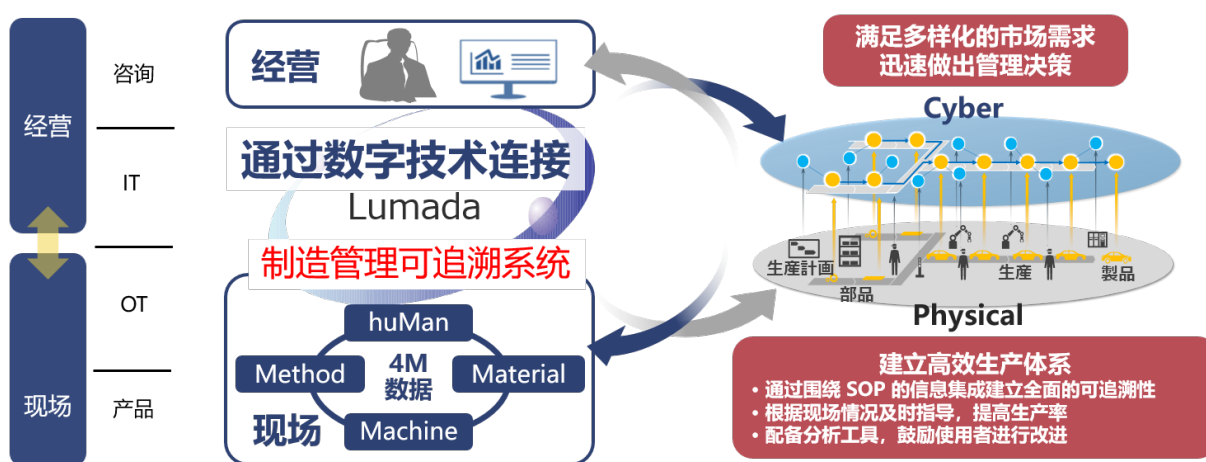 经营
现场
咨询
IT
OT
产品
经营
通过数字技术连接
Lumada
制造管理可追溯系统
huMan
Method
4M
数据
Material
Machine
现场
满足多样化的市场需求
迅速做出管理决策
Cyber
生産計画
部品
生産
製品
Physical
建立高效生产体系
• 通过围绕 SOP 的信息集成建立全面的可追溯性
• 根据现场情况及时指导，提高生产率
• 配备分析工具，鼓励使用者进行改进